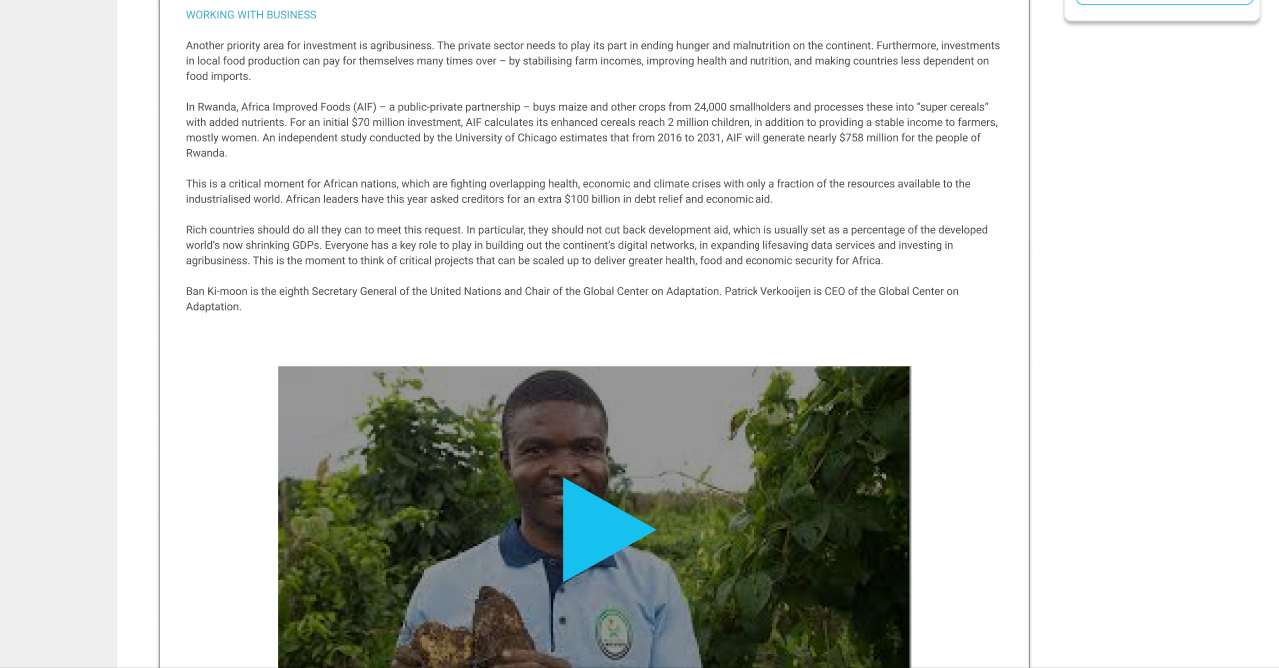 WORKING WITH BUSINESS
Another priority area for investment is agribusiness. The private sector needs to play its part in ending hunger and malnutrition on the continent. Furthermore, investments
in local food production can pay for themselves many times over – by stabilising farm incomes, improving health and nutrition, and making countries less dependent on
food imports.
In Rwanda, Africa Improved Foods (AIF) – a public-private partnership – buys maize and other crops from 24,000 smallholders and processes these into “super cereals”
with added nutrients. For an initial $70 million investment, AIF calculates its enhanced cereals reach 2 million children, in addition to providing a stable income to farmers,
mostly women. An independent study conducted by the University of Chicago estimates that from 2016 to 2031, AIF will generate nearly $758 million for the people of
Rwanda.
This is a critical moment for African nations, which are fighting overlapping health, economic and climate crises with only a fraction of the resources available to the
industrialised world. African leaders have this year asked creditors for an extra $100 billion in debt relief and economic aid.
Rich countries should do all they can to meet this request. In particular, they should not cut back development aid, which is usually set as a percentage of the developed
world’s now shrinking GDPs. Everyone has a key role to play in building out the continent’s digital networks, in expanding lifesaving data services and investing in
agribusiness. This is the moment to think of critical projects that can be scaled up to deliver greater health, food and economic security for Africa.
Ban Ki-moon is the eighth Secretary General of the United Nations and Chair of the Global Center on Adaptation. Patrick Verkooijen is CEO of the Global Center on
Adaptation.